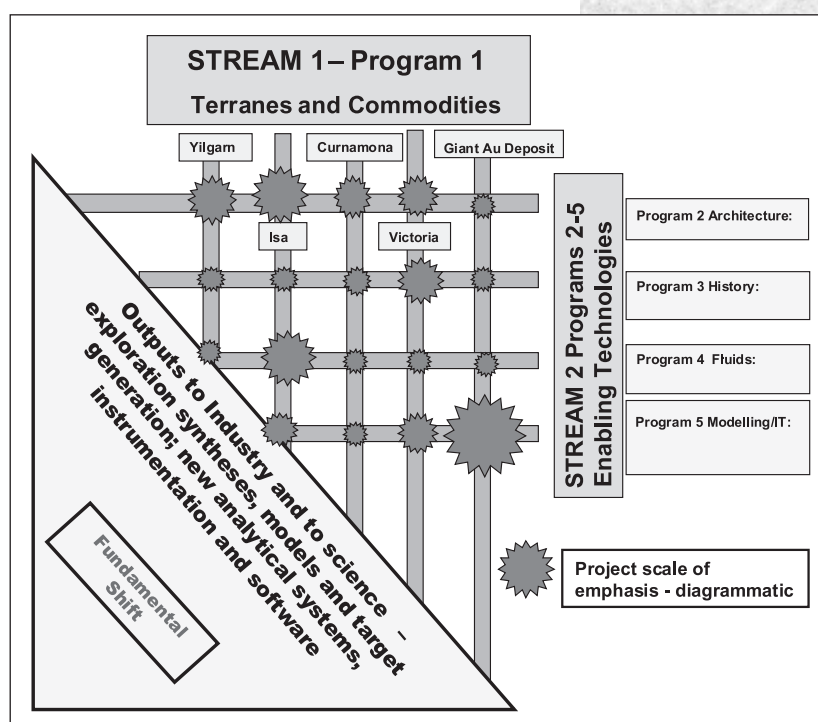 STREAM 1– Program 1
Terranes and Commodities
Yilgarn
Curnamona
Giant Au Deposit
Isa
Victoria
STREAM 2 Programs 2-5
Enabling Technologies
Program 2 Architecture:
Program 3 History:
Program 4 Fluids:
Program 5 Modelling/IT:
Outputs to Industry and to science –
exploration syntheses, models and target
generation; new analytical systems,
instrumentation and software
Fundamental
Shift
Project scale of
emphasis - diagrammatic